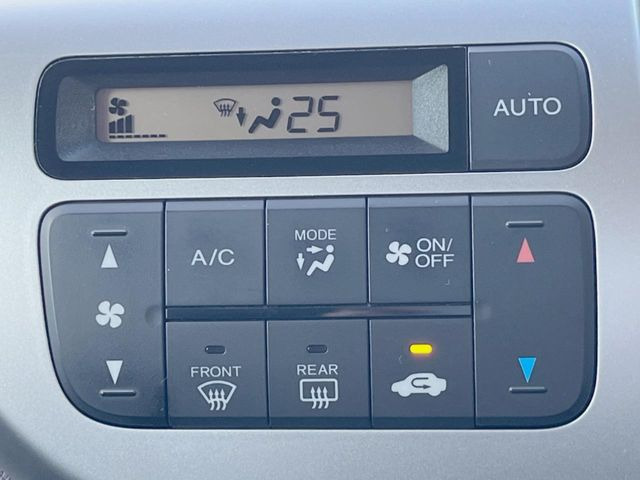 25
AUTO
A/C
MODE
ON/
OFF
FRONT
REAR